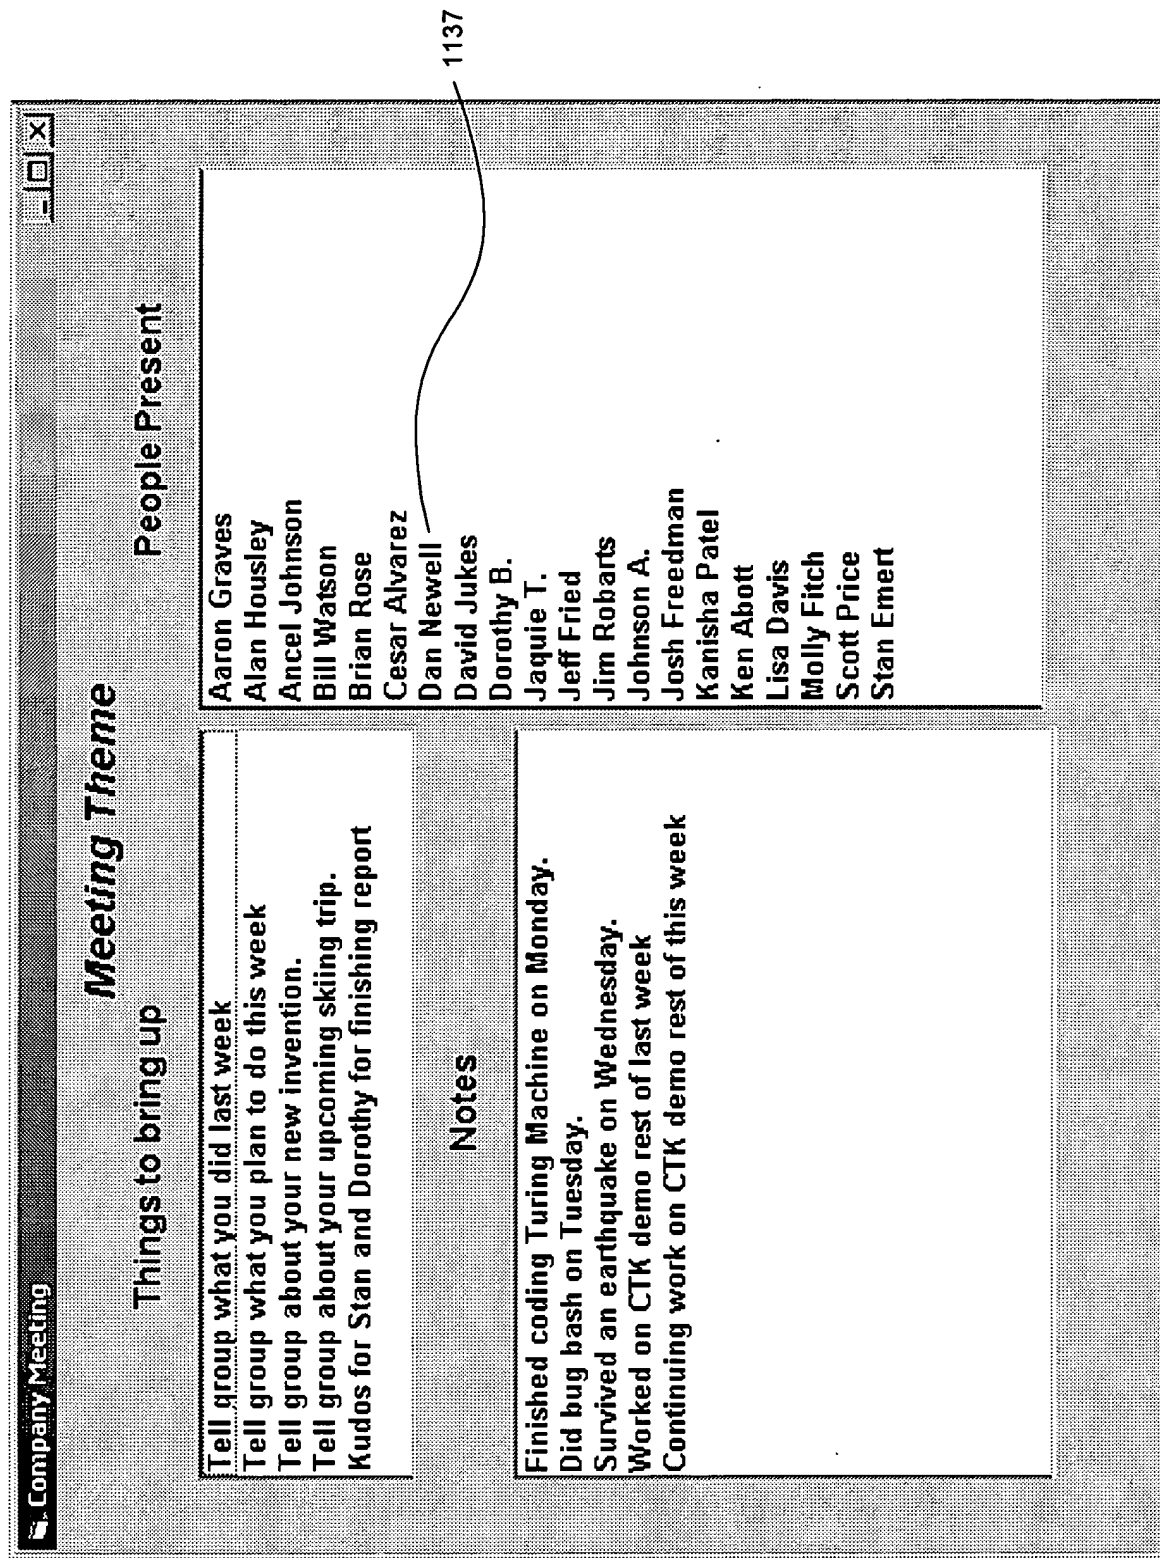 Company Meeting
Meeting Theme
Things to bring up
Tell group what you did last week
Tell group what you plan to do this week
Tell group about your new invention.
Tell group about your upcoming skiing trip.
Kudos for Stan and Dorothy for finishing report
Notes
Finished coding Turing Machine on Monday.
Did bug bash on Tuesday.
Survived an earthquake on Wednesday.
Worked on CTK demo rest of last week
Continuing work on CTK demo rest of this week
People Present
Aaron Graves
Alan Housley
Ancel Johnson
Bill Watson
Brian Rose
Cesar Alvarez
Dan Newell
David Jukes
Dorothy B.
Jaquie T.
Jeff Fried
Jim Robarts
Johnson A.
Josh Freedman
Kanisha Patel
Ken Abott
Lisa Davis
Molly Fitch
Scott Price
Stan Emert
1137